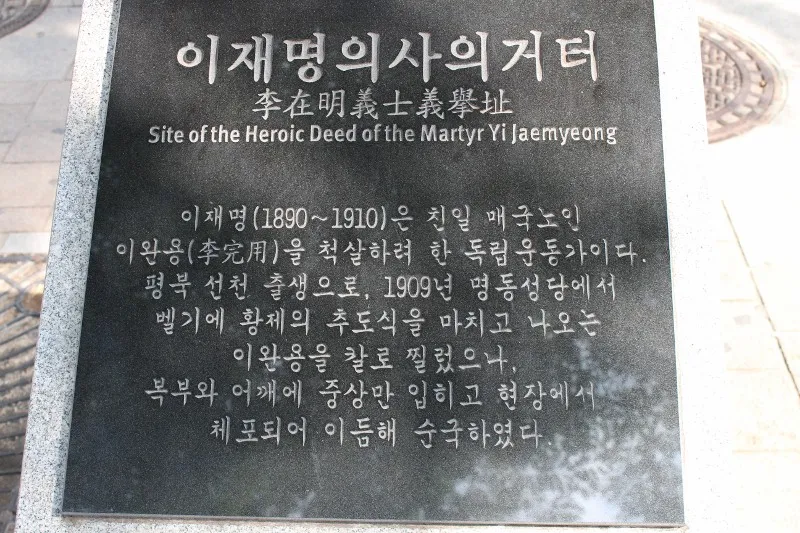 이재명의사의거터
李在明義士義擧址
Site of the Heroic Deed of the Martyr Yi Jaemyeong
이재명(1890~1910)은 친일 매국노인
이완용(李完用)을 척살하려 한 독립운동가이다.
평북 선천 출생으로, 1909년 명동성당에서
벨기에 황제의 추도식을 마치고 나오는
이완용을 칼로 찔렀으나,
복부와 어깨에 중상만 입히고 현장에서
체포되어 이듬해 순국하였다.